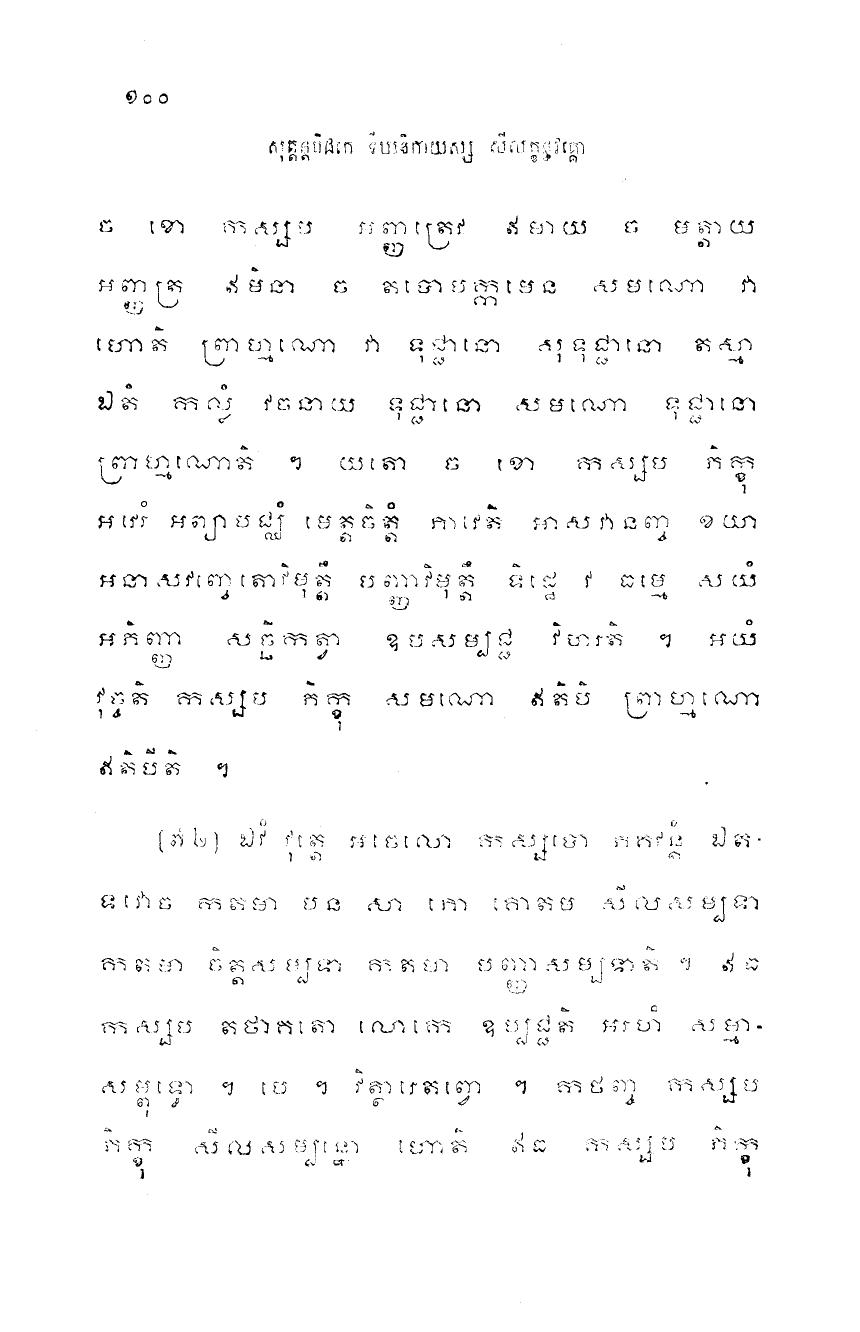 ១០០
សុត្តន្តបិដកេ ទីឃនិកាយស្ស សីលក្ខន្ធវគ្គោ
ច ខោ កស្សប អញ្ញត្រេវ ឥមាយ ច មត្តាយ
អញ្ញត្រ ឥមិនា ច តបោបក្កមេន សមណោ វា
ហោតិ ព្រាហ្មណោ វា ទុជ្ជានោ សុទុជ្ជានោ តស្មា
ឯតំ កល្លំ វចនាយ ទុជ្ជានោ សមណោ ទុជ្ជានោ
ព្រាហ្មណោតិ ។ យតោ ច ខោ កស្សប ភិក្ខុ
អវេរំ អព្យាបជ្ឈំ មេត្តចិត្តំ ភាវេតិ អាសវានញ្ច ខយា
អនាសវញ្ចេតោវិមុត្តឹ បញ្ញាវិមុត្តឹ ទិដ្ឋេ វ ធម្មេ សយំ
អភិញ្ញា សច្ឆិកត្វា ឧបសម្បជ្ជ វិហរតិ ។ អយំ
វុច្ចតិ កស្សប ភិក្ខុ សមណោ ឥតិបិ ព្រាហ្មណោ
ឥតិបីតិ ។
(៣៤២) ឯវំ វុត្តេ អចេលោ កស្សបោ ភគវន្តំ ឯត-
ទវោច កតមា បន សា ភោ គោតម សីលសម្បទា
កតមា ចិត្តសម្បទា កតមា បញ្ញាសម្បទាតិ ។ ឥធ
កស្សប តថាគតោ លោកេ ឧប្បជ្ជតិ អរហំ សម្មា-
សម្ពុទ្ធោ ។ បេ ។ វិត្ថារេតព្វោ ។ កថញ្ច កស្សប
ភិក្ខុ សីលសម្បន្នោ ហោតិ ឥធ កស្សប ភិក្ខុ